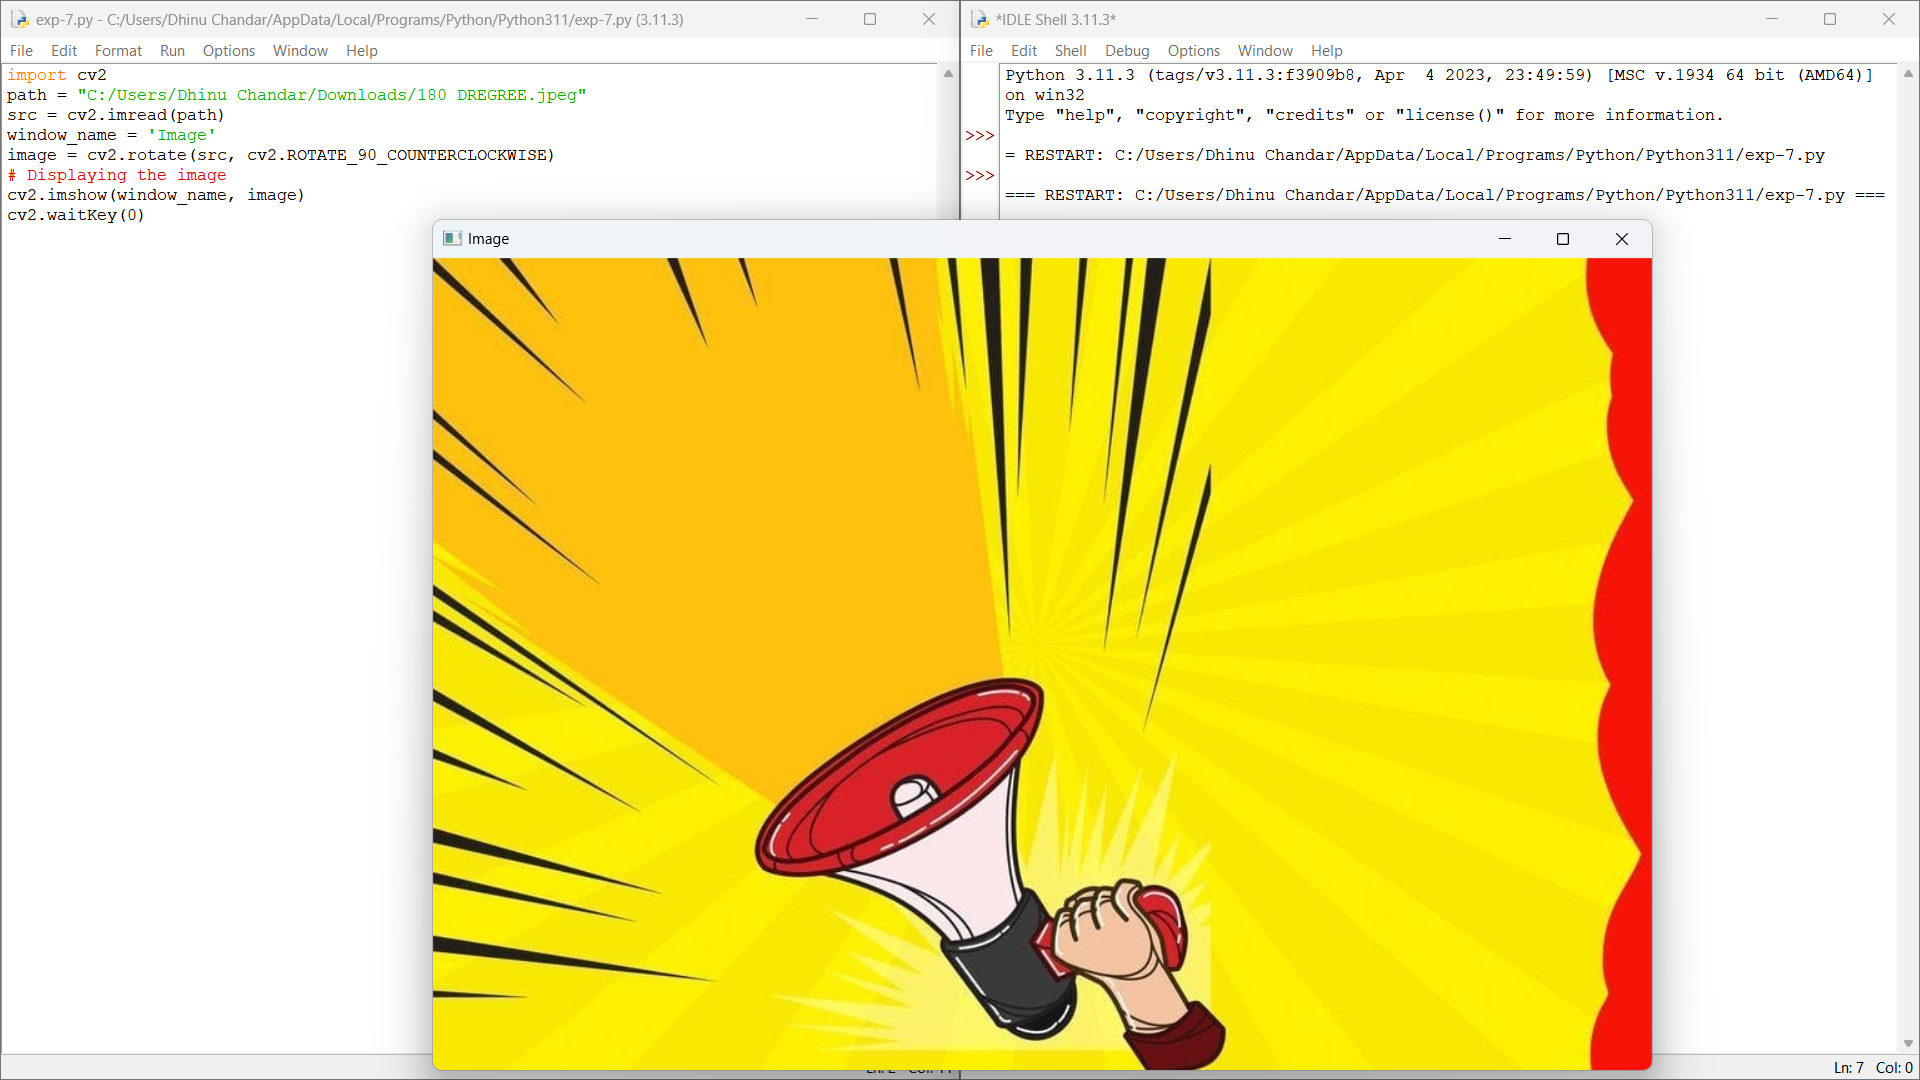 exp-7.py - C:/Users/Dhinu Chandar/AppData/Local/Programs/Python/Python311/exp-7.py (3.11.3)
File Edit Format Run Options Window Help
import cv2
path = "C:/Users/Dhinu Chandar/Downloads/180 DREGREE.jpeg"
src = cv2.imread(path)
window_name = 'Image'
image = cv2.rotate(src, cv2.ROTATE_90_COUNTERCLOCKWISE)
# Displaying the image
cv2.imshow(window_name, image)
cv2.waitKey(0)
*IDLE Shell 3.11.3*
File Edit Shell Debug Options Window Help
Python 3.11.3 (tags/v3.11.3:f3909b8, Apr  4 2023, 23:49:59) [MSC v.1934 64 bit (AMD64)]
on win32
Type "help", "copyright", "credits" or "license()" for more information.
>>>
= RESTART: C:/Users/Dhinu Chandar/AppData/Local/Programs/Python/Python311/exp-7.py
>>>
=== RESTART: C:/Users/Dhinu Chandar/AppData/Local/Programs/Python/Python311/exp-7.py ===
Image
Ln: 7 Col: 0